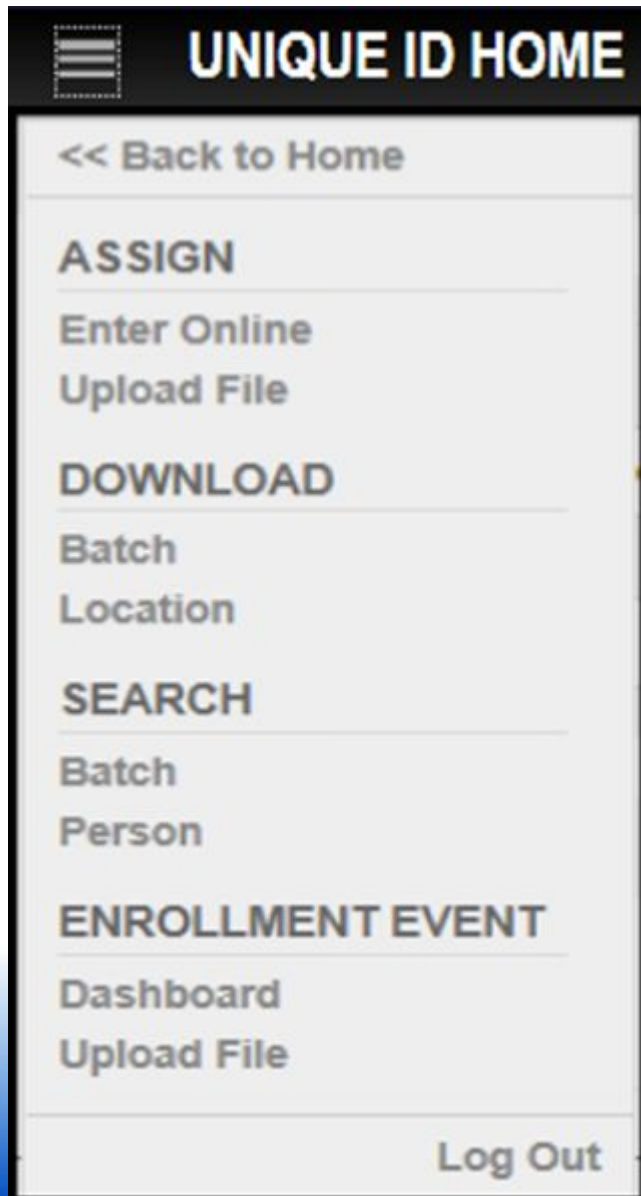 UNIQUE ID HOME
<< Back to Home
ASSIGN
Enter Online
Upload File
DOWNLOAD
Batch
Location
SEARCH
Batch
Person
ENROLLMENT EVENT
Dashboard
Upload File
Log Out